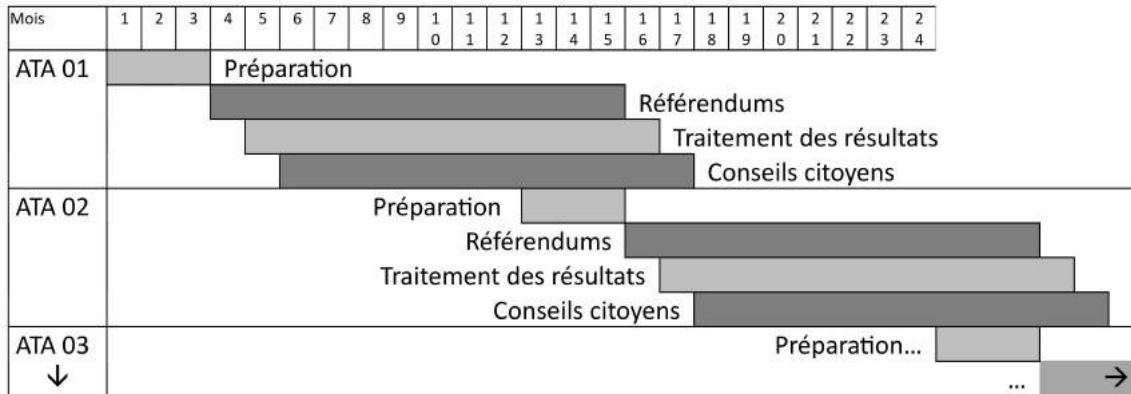 Mois 1 2 3 4 5 6 7 8 9 10 11 12 13 14 15 16 17 18 19 20 21 22 23 24
ATA 01 Préparation
Référendums
Traitement des résultats
Conseils citoyens
ATA 02 Préparation
Référendums
Traitement des résultats
Conseils citoyens
ATA 03 Préparation...
↓ ... →